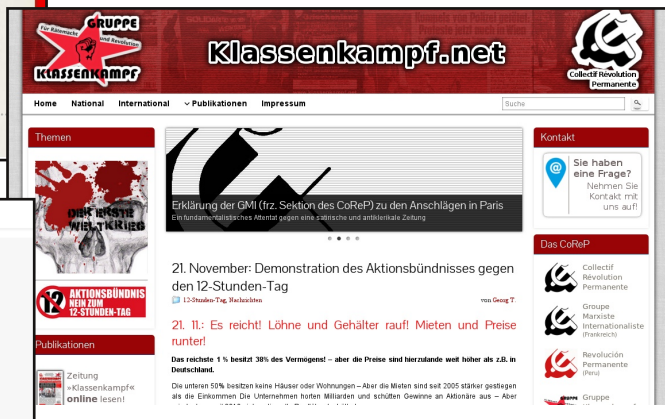 GRUPPE
Für Rätemacht und Revolution
KLASSENKAMPF
Klassenkampf.net
Collectif Révolution
Permanente
Home National International Publikationen Impressum
Suche
Themen
DER ERSTE
WELTKRIEG
AKTIONSBÜNDNIS
NEIN ZUM
12-STUNDEN-TAG
Publikationen
Zeitung
»Klassenkampf«
online lesen!
Erklärung der GMI (frz. Sektion des CoReP) zu den Anschlägen in Paris
Ein fundamentalistisches Attentat gegen eine satirische und antiklerikale Zeitung
21. November: Demonstration des Aktionsbündnisses gegen
den 12-Stunden-Tag
12-Stunden-Tag, Nachrichten von Georg T.
21. 11.: Es reicht! Löhne und Gehälter rauf! Mieten und Preise
runter!
Das reichste 1 % besitzt 38% des Vermögens! – aber die Preise sind hierzulande weit höher als z.B. in
Deutschland.
Die unteren 50% besitzen keine Häuser oder Wohnungen – Aber die Mieten sind seit 2005 stärker gestiegen
als die Einkommen Die Unternehmen horten Milliarden und schütten Gewinne an Aktionäre aus – Aber
Kontakt
@
Sie haben
eine Frage?
Nehmen Sie
Kontakt mit
uns auf!
Das CoReP
Collectif
Révolution
Permanente
Groupe
Marxiste
Internationaliste
(Frankreich)
Revolución
Permanente
(Peru)
Gruppe